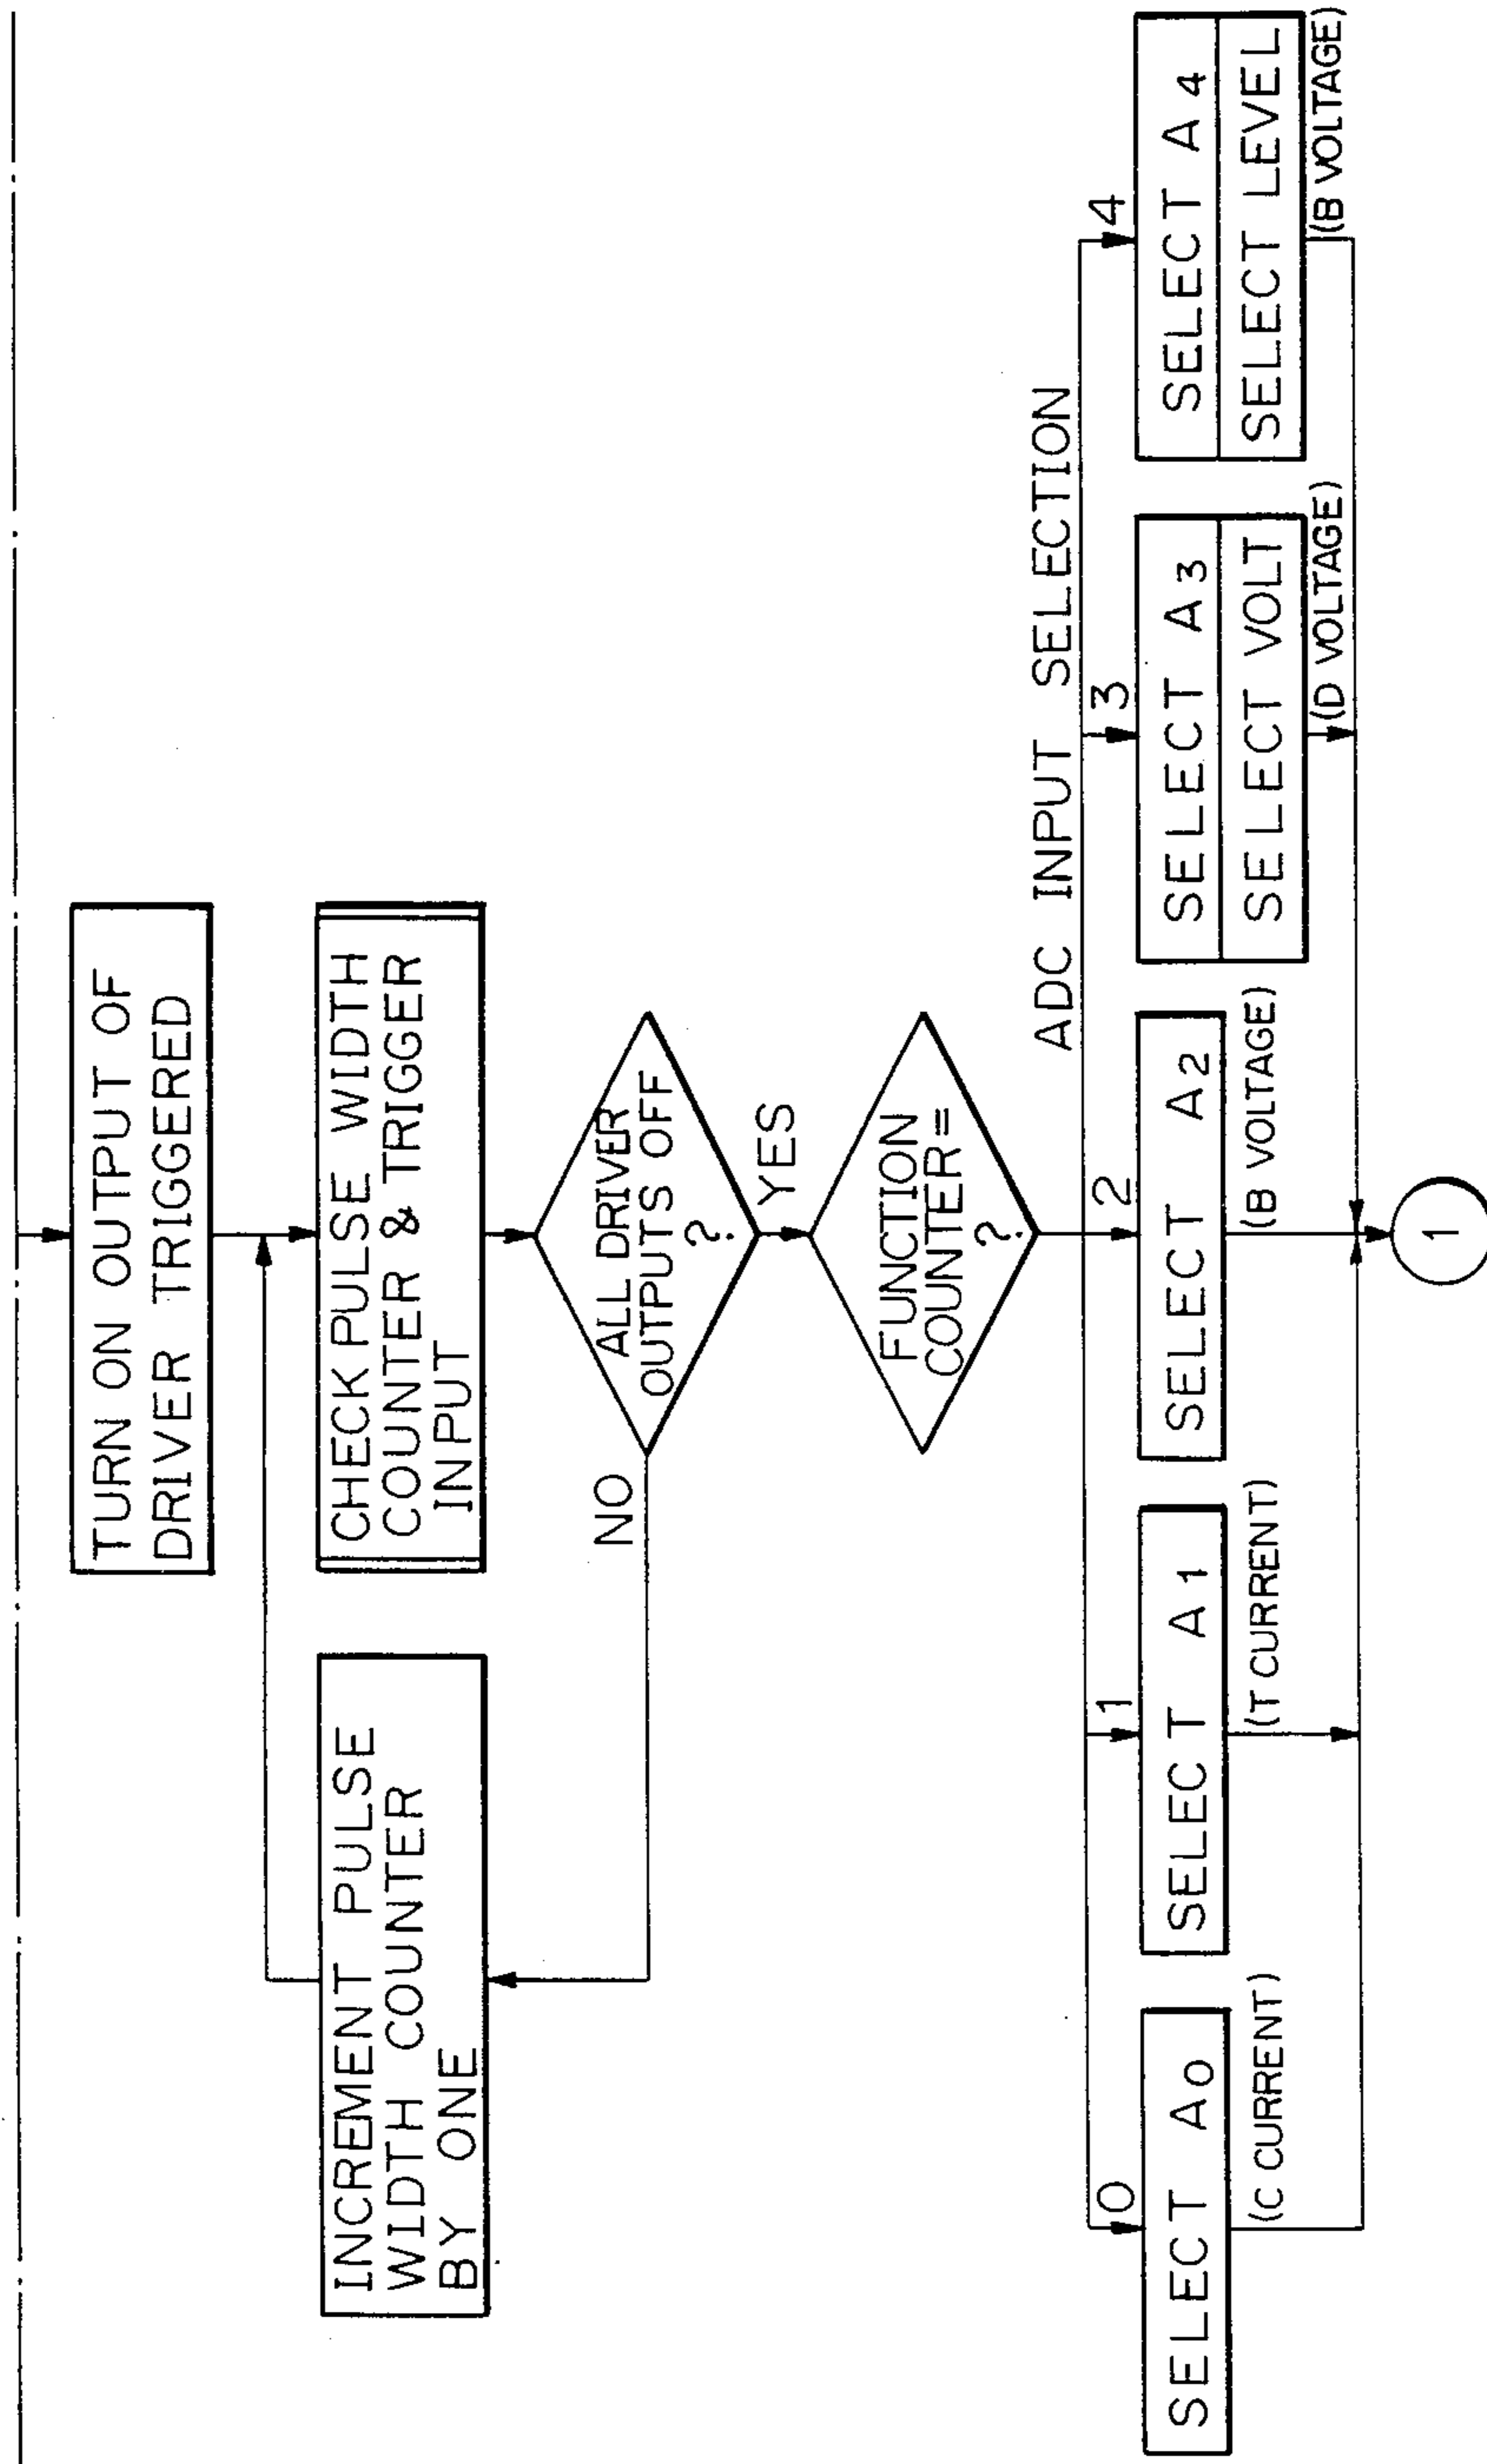 TURN ON OUTPUT OF
DRIVER TRIGGERED
INCREMENT PULSE
WIDTH COUNTER
BY ONE
CHECK PULSE WIDTH
COUNTER & TRIGGER
INPUT
NO
ALL DRIVER
OUTPUTS OFF
?
YES
FUNCTION
COUNTER=
?
ADC INPUT SELECTION
0
1
2
3
4
SELECT A0
(C CURRENT)
SELECT A1
(T CURRENT)
SELECT A2
(B VOLTAGE)
SELECT A3
SELECT VOLT
(D VOLTAGE)
SELECT A4
SELECT LEVEL
(B VOLTAGE)
1